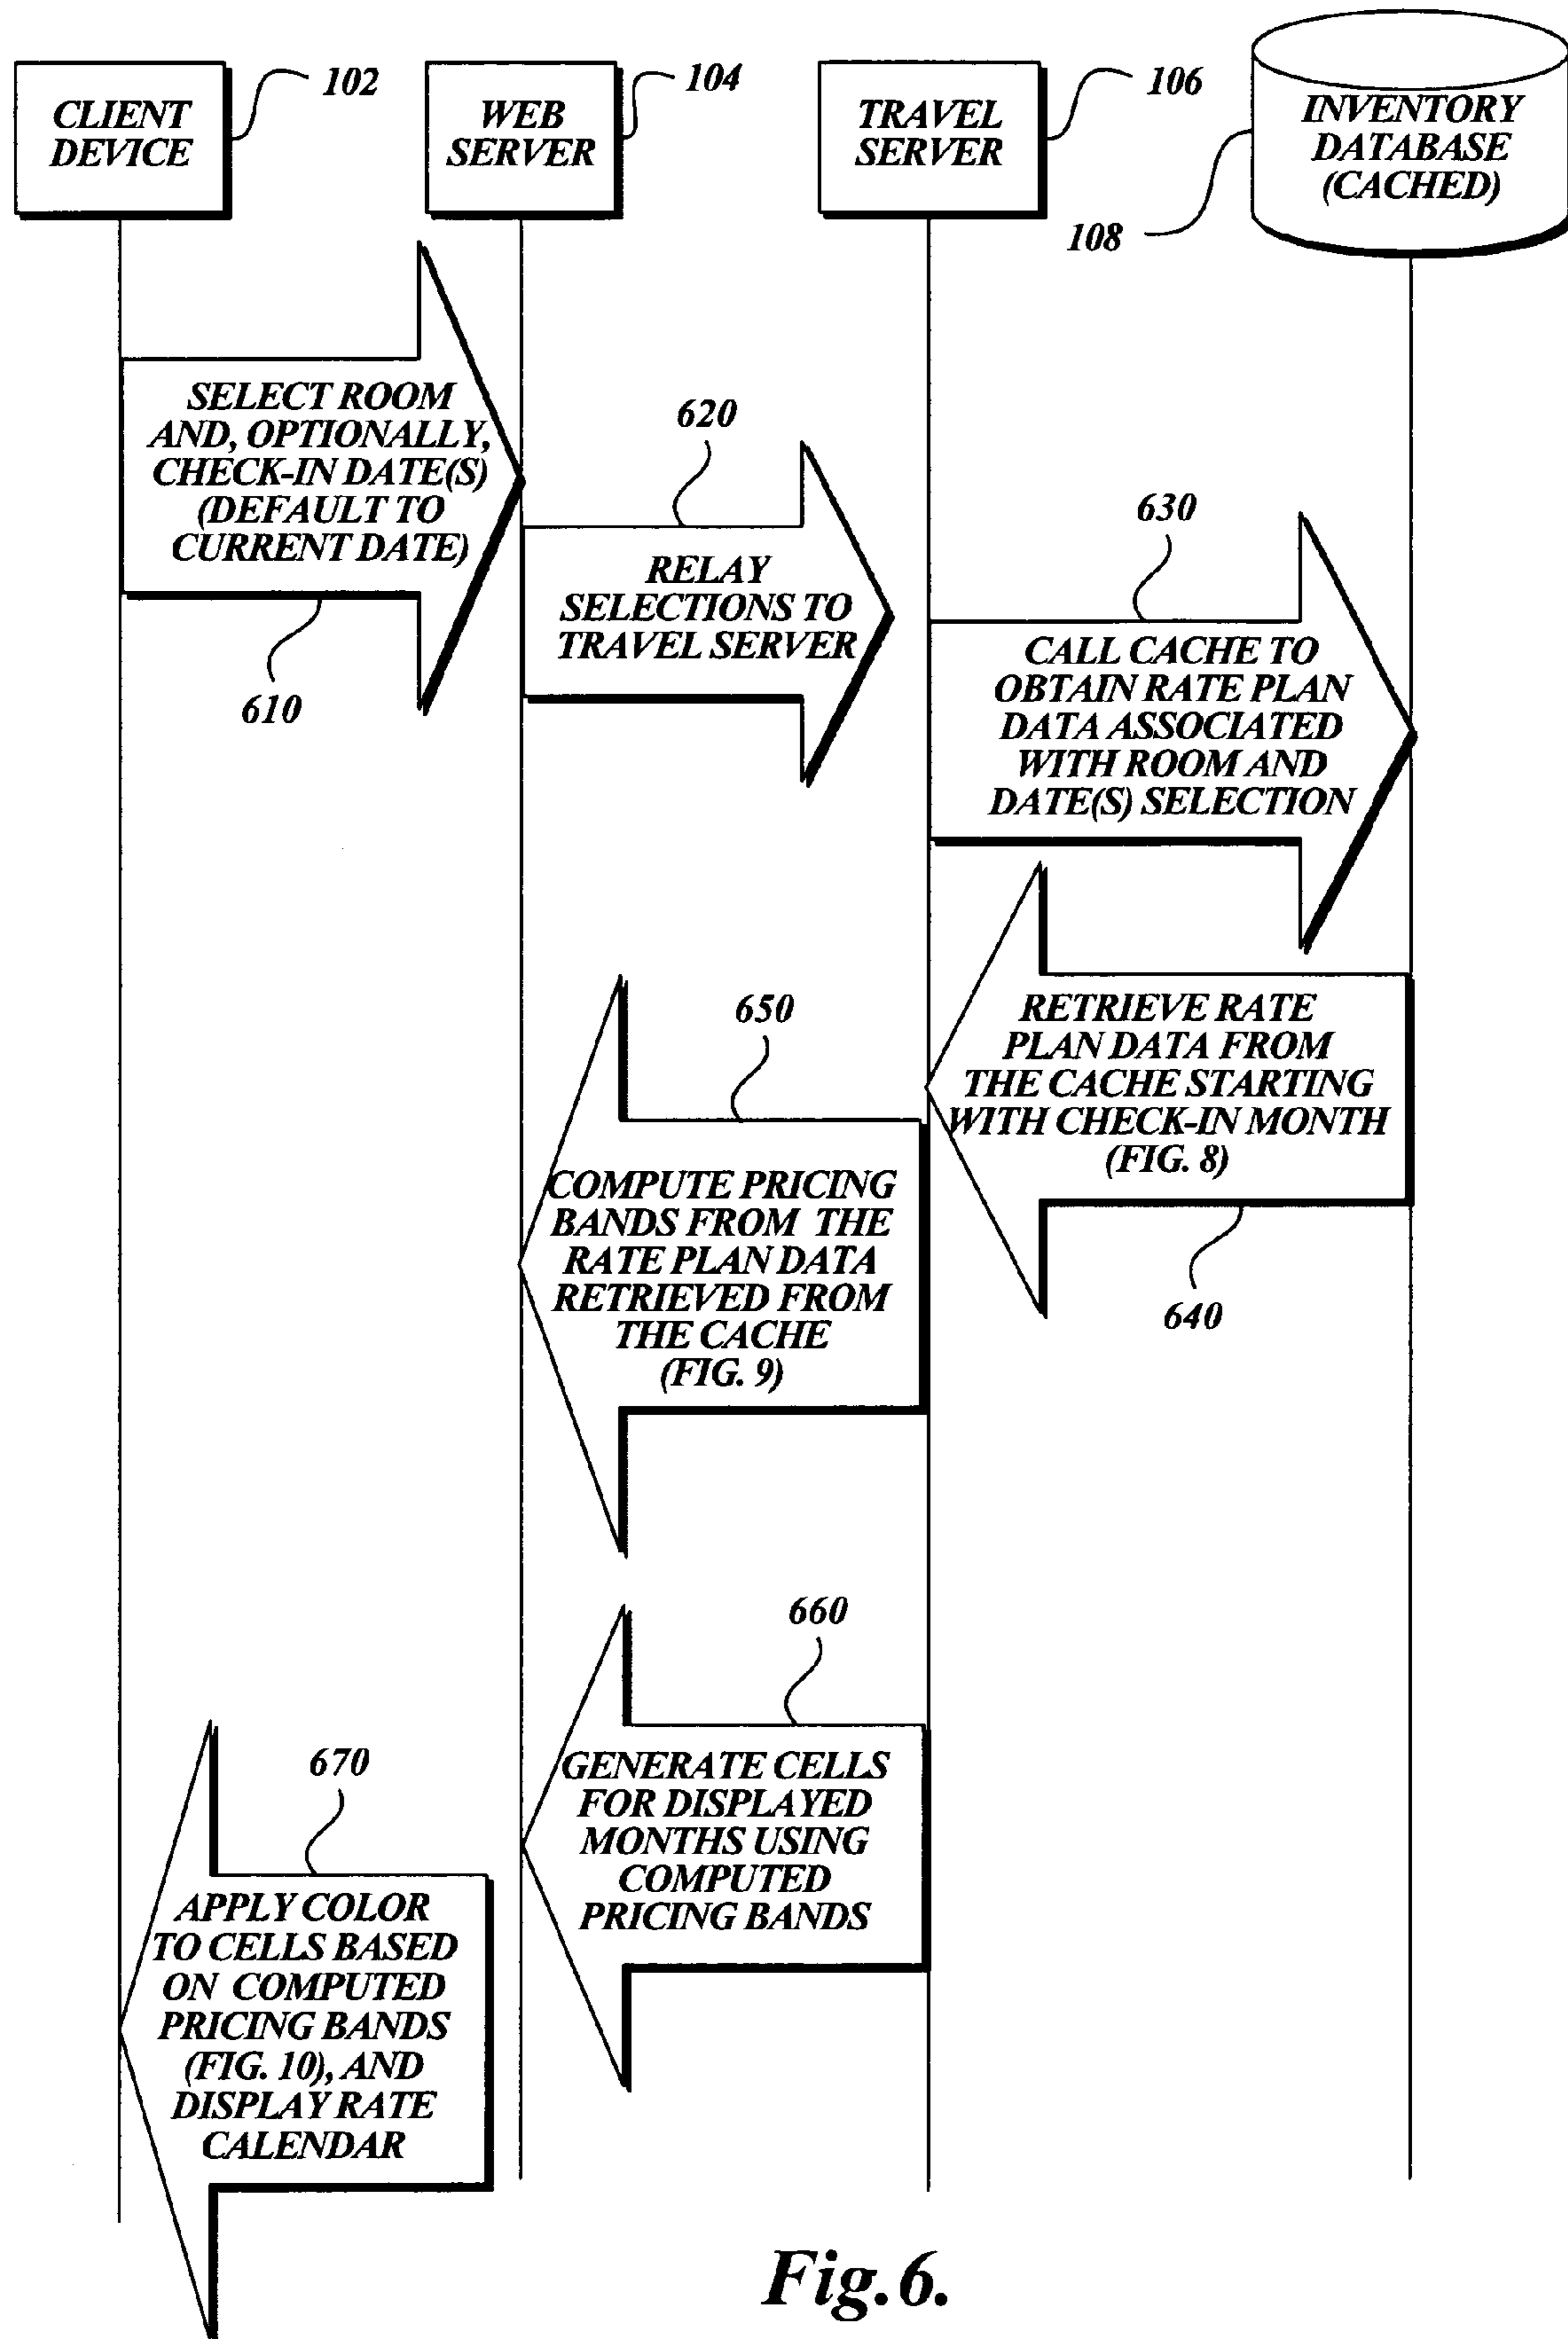 CLIENT
DEVICE
102
WEB
SERVER
104
TRAVEL
SERVER
106
INVENTORY
DATABASE
(CACHED)
108
SELECT ROOM
AND, OPTIONALLY,
CHECK-IN DATE(S)
(DEFAULT TO
CURRENT DATE)
610
620
RELAY
SELECTIONS TO
TRAVEL SERVER
630
CALL CACHE TO
OBTAIN RATE PLAN
DATA ASSOCIATED
WITH ROOM AND
DATE(S) SELECTION
RETRIEVE RATE
PLAN DATA FROM
THE CACHE STARTING
WITH CHECK-IN MONTH
(FIG. 8)
640
650
COMPUTE PRICING
BANDS FROM THE
RATE PLAN DATA
RETRIEVED FROM
THE CACHE
(FIG. 9)
660
GENERATE CELLS
FOR DISPLAYED
MONTHS USING
COMPUTED
PRICING BANDS
670
APPLY COLOR
TO CELLS BASED
ON COMPUTED
PRICING BANDS
(FIG. 10), AND
DISPLAY RATE
CALENDAR
Fig.6.